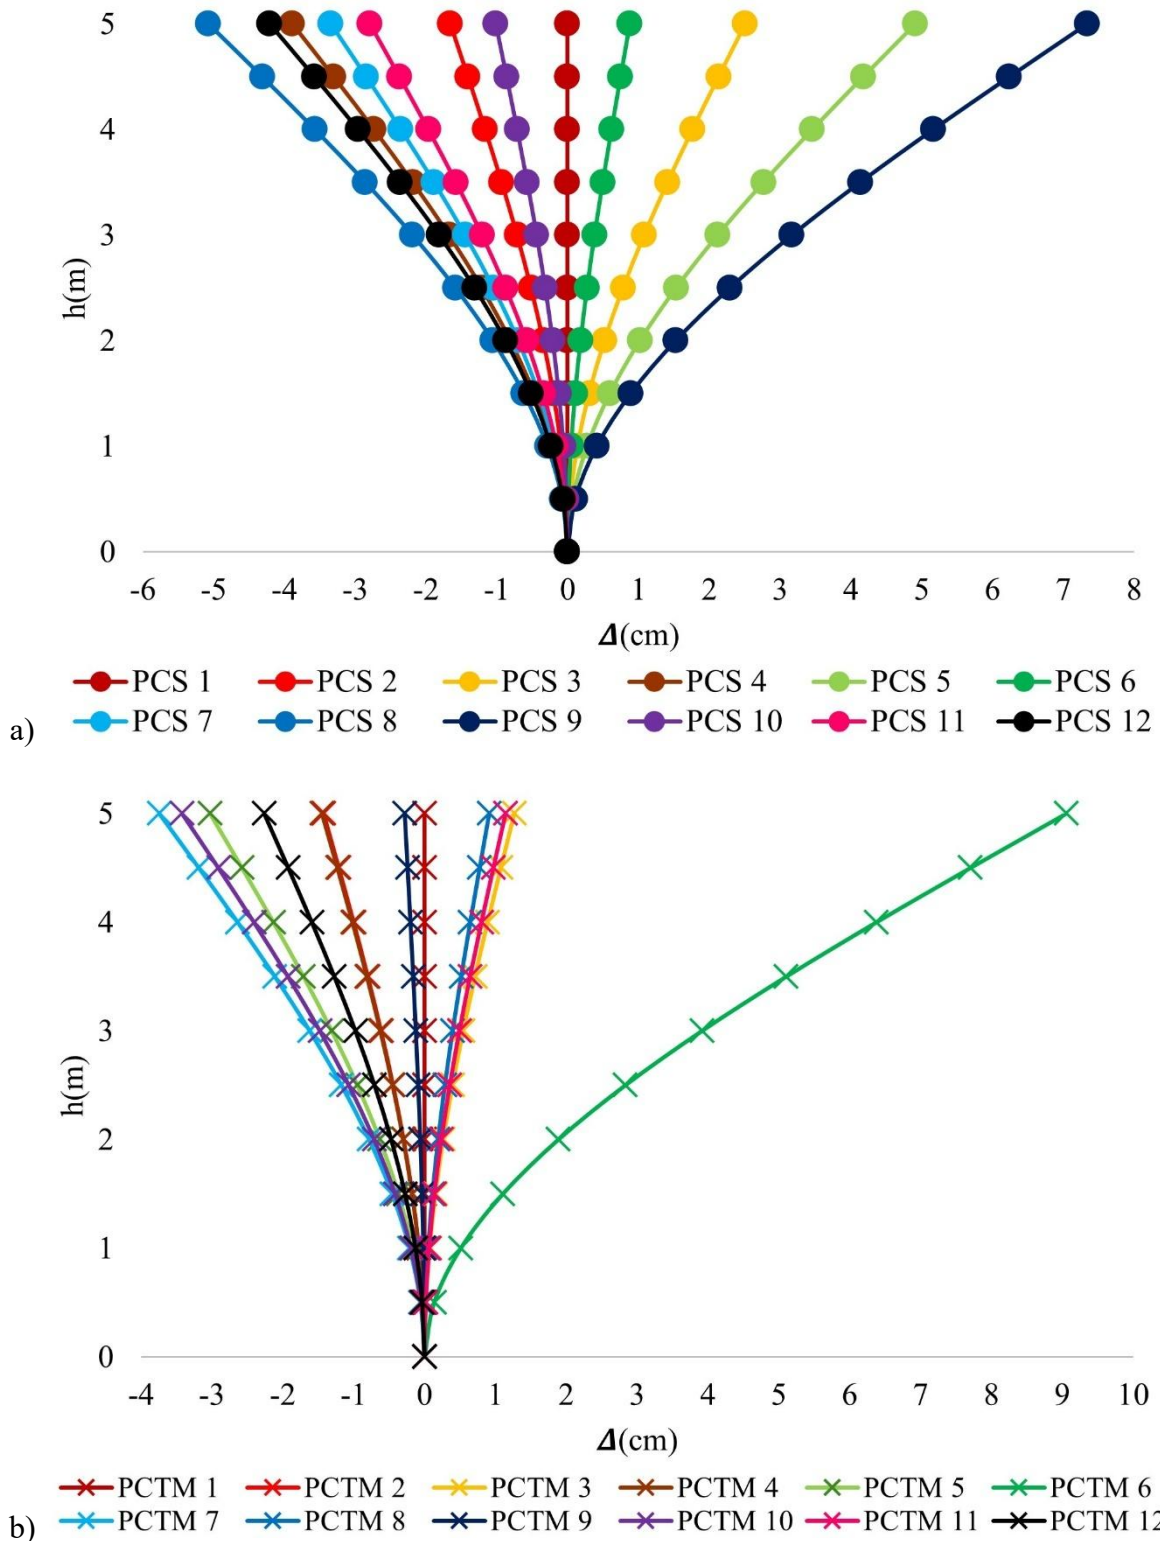 5
4
3
2
1
0
h(m)
-6 -5 -4 -3 -2 -1 0 1 2 3 4 5 6 7 8
Δ(cm)
PCS 1 PCS 2 PCS 3 PCS 4 PCS 5 PCS 6
PCS 7 PCS 8 PCS 9 PCS 10 PCS 11 PCS 12
a)
5
4
3
2
1
0
h(m)
-4 -3 -2 -1 0 1 2 3 4 5 6 7 8 9 10
Δ(cm)
PCTM 1 PCTM 2 PCTM 3 PCTM 4 PCTM 5 PCTM 6
PCTM 7 PCTM 8 PCTM 9 PCTM 10 PCTM 11 PCTM 12
b)